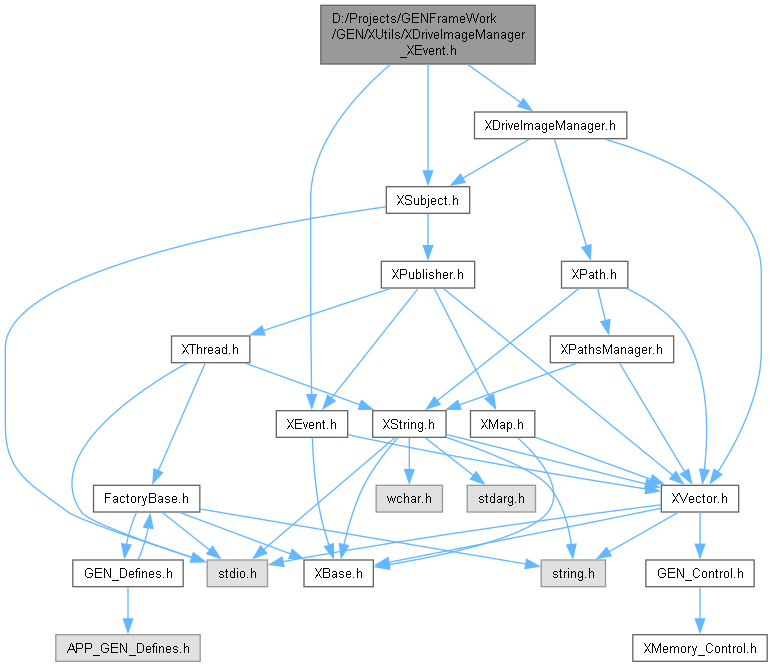 D:/Projects/GENFrameWork
/GEN/XUtils/XDriveImageManager
_XEvent.h
XDriveImageManager.h
XSubject.h
XPublisher.h
XPath.h
XThread.h
XPathsManager.h
XEvent.h
XString.h
XMap.h
FactoryBase.h
wchar.h
stdarg.h
XVector.h
GEN_Defines.h
stdio.h
XBase.h
string.h
GEN_Control.h
APP_GEN_Defines.h
XMemory_Control.h